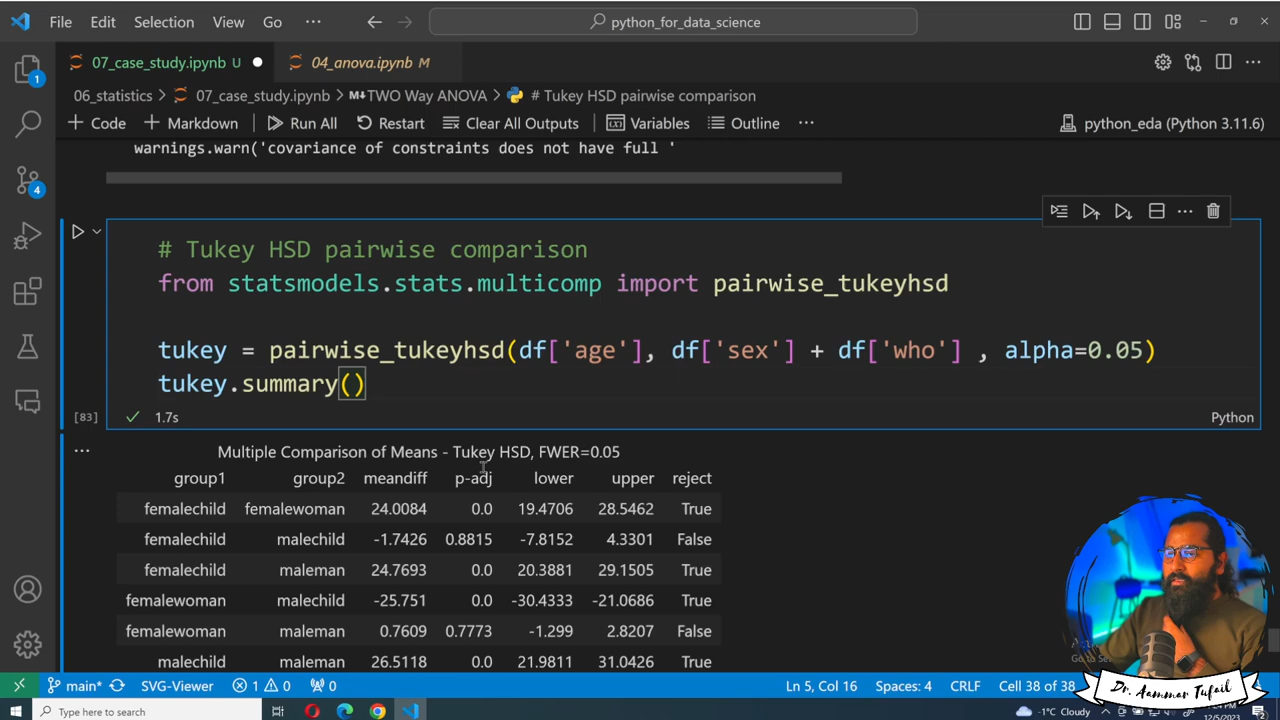 File Edit Selection View Go ··· python_for_data_science
07_case_study.ipynb U 04_anova.ipynb M
06_statistics > 07_case_study.ipynb > TWO Way ANOVA > # Tukey HSD pairwise comparison
+ Code + Markdown Run All Restart Clear All Outputs Variables Outline ··· python_eda (Python 3.11.6)
warnings.warn('covariance of constraints does not have full '
# Tukey HSD pairwise comparison
from statsmodels.stats.multicomp import pairwise_tukeyhsd
tukey = pairwise_tukeyhsd(df['age'], df['sex'] + df['who'] , alpha=0.05)
tukey.summary()
[83] 1.7s Python
Multiple Comparison of Means - Tukey HSD, FWER=0.05
group1 group2 meandiff p-adj lower upper reject
femalechild femalewoman 24.0084 0.0 19.4706 28.5462 True
femalechild malechild -1.7426 0.8815 -7.8152 4.3301 False
femalechild maleman 24.7693 0.0 20.3881 29.1505 True
femalewoman malechild -25.751 0.0 -30.4333 -21.0686 True
femalewoman maleman 0.7609 0.7773 -1.299 2.8207 False
malechild maleman 26.5118 0.0 21.9811 31.0426 True
main* 1 0 0 SVG-Viewer Ln 5, Col 16 Spaces: 4 CRLF Cell 38 of 38
Dr. Aammar Tufail
Type here to search -1°C Cloudy 12/5/2023